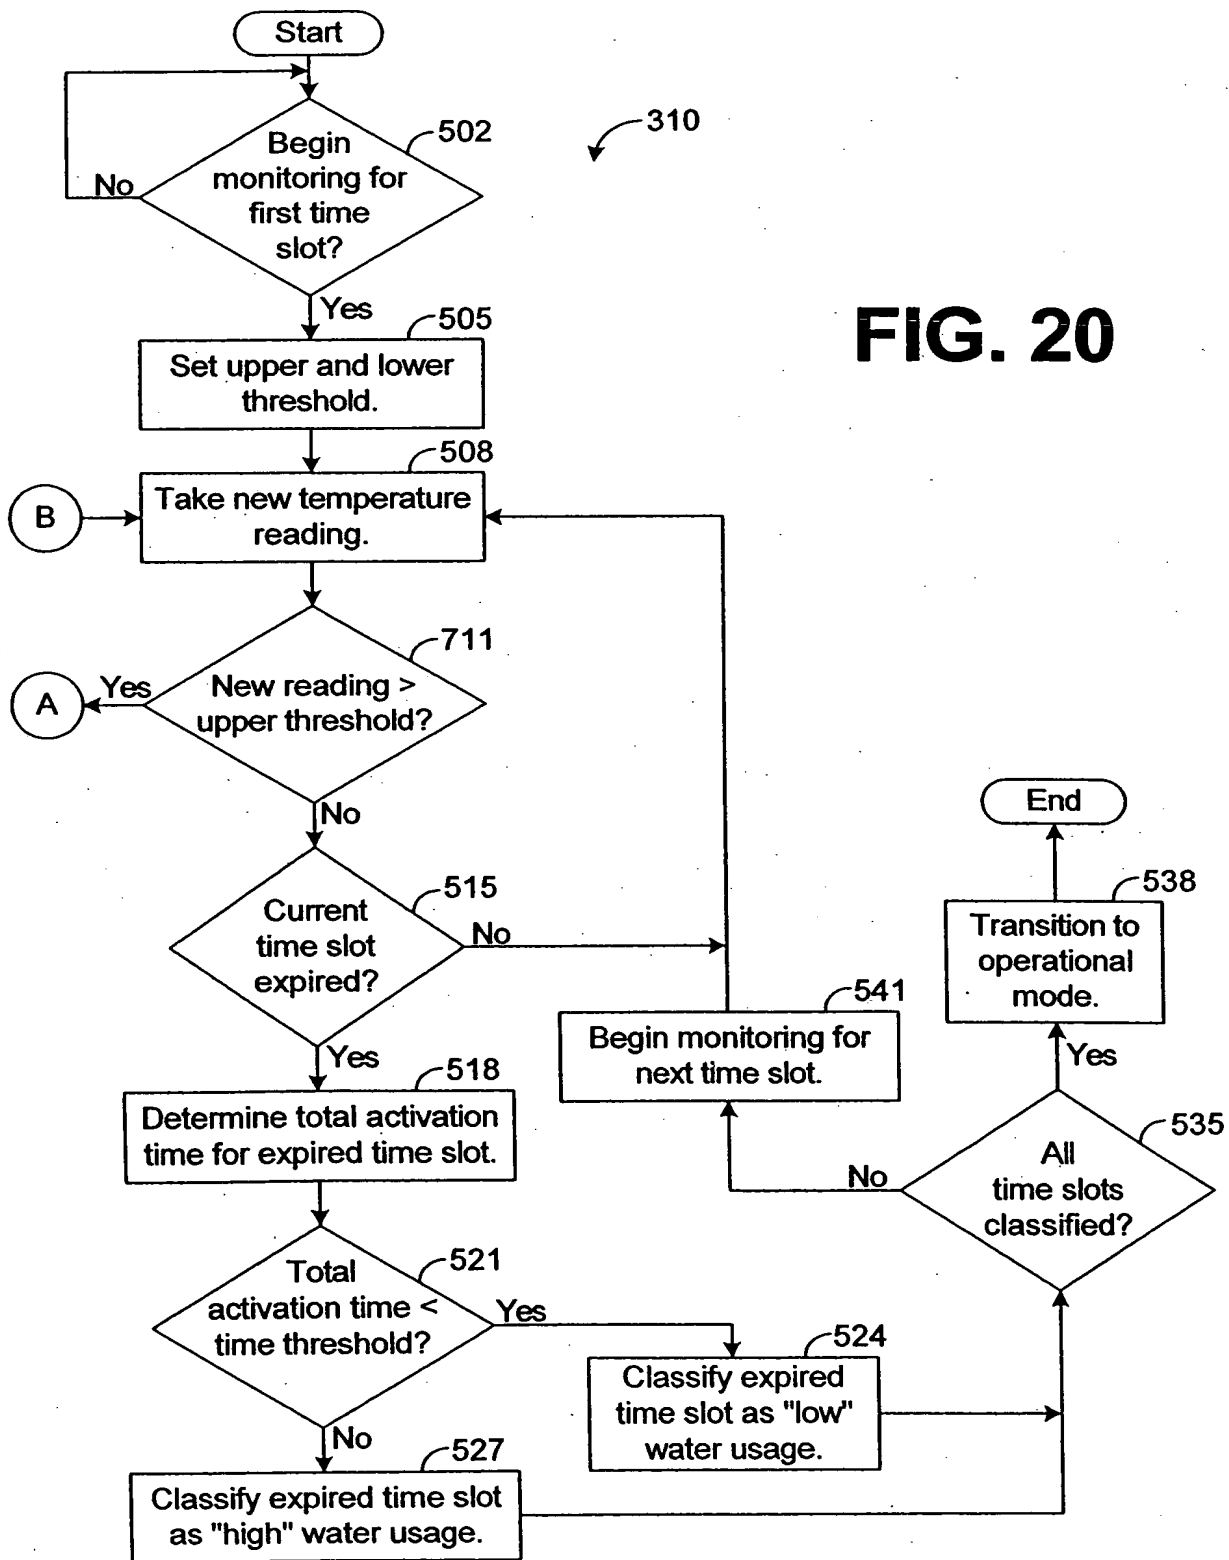 Start
502
310
Begin
monitoring for
first time
slot?
No
Yes
505
FIG. 20
Set upper and lower
threshold.
508
B
Take new temperature
reading.
711
A
Yes
New reading >
upper threshold?
No
End
515
Current
time slot
expired?
No
538
Transition to
operational
mode.
541
Begin monitoring for
next time slot.
Yes
Yes
518
Determine total activation
time for expired time slot.
535
All
time slots
classified?
No
521
Total
activation time <
time threshold?
Yes
524
Classify expired
time slot as "low"
water usage.
No
527
Classify expired time slot
as "high" water usage.